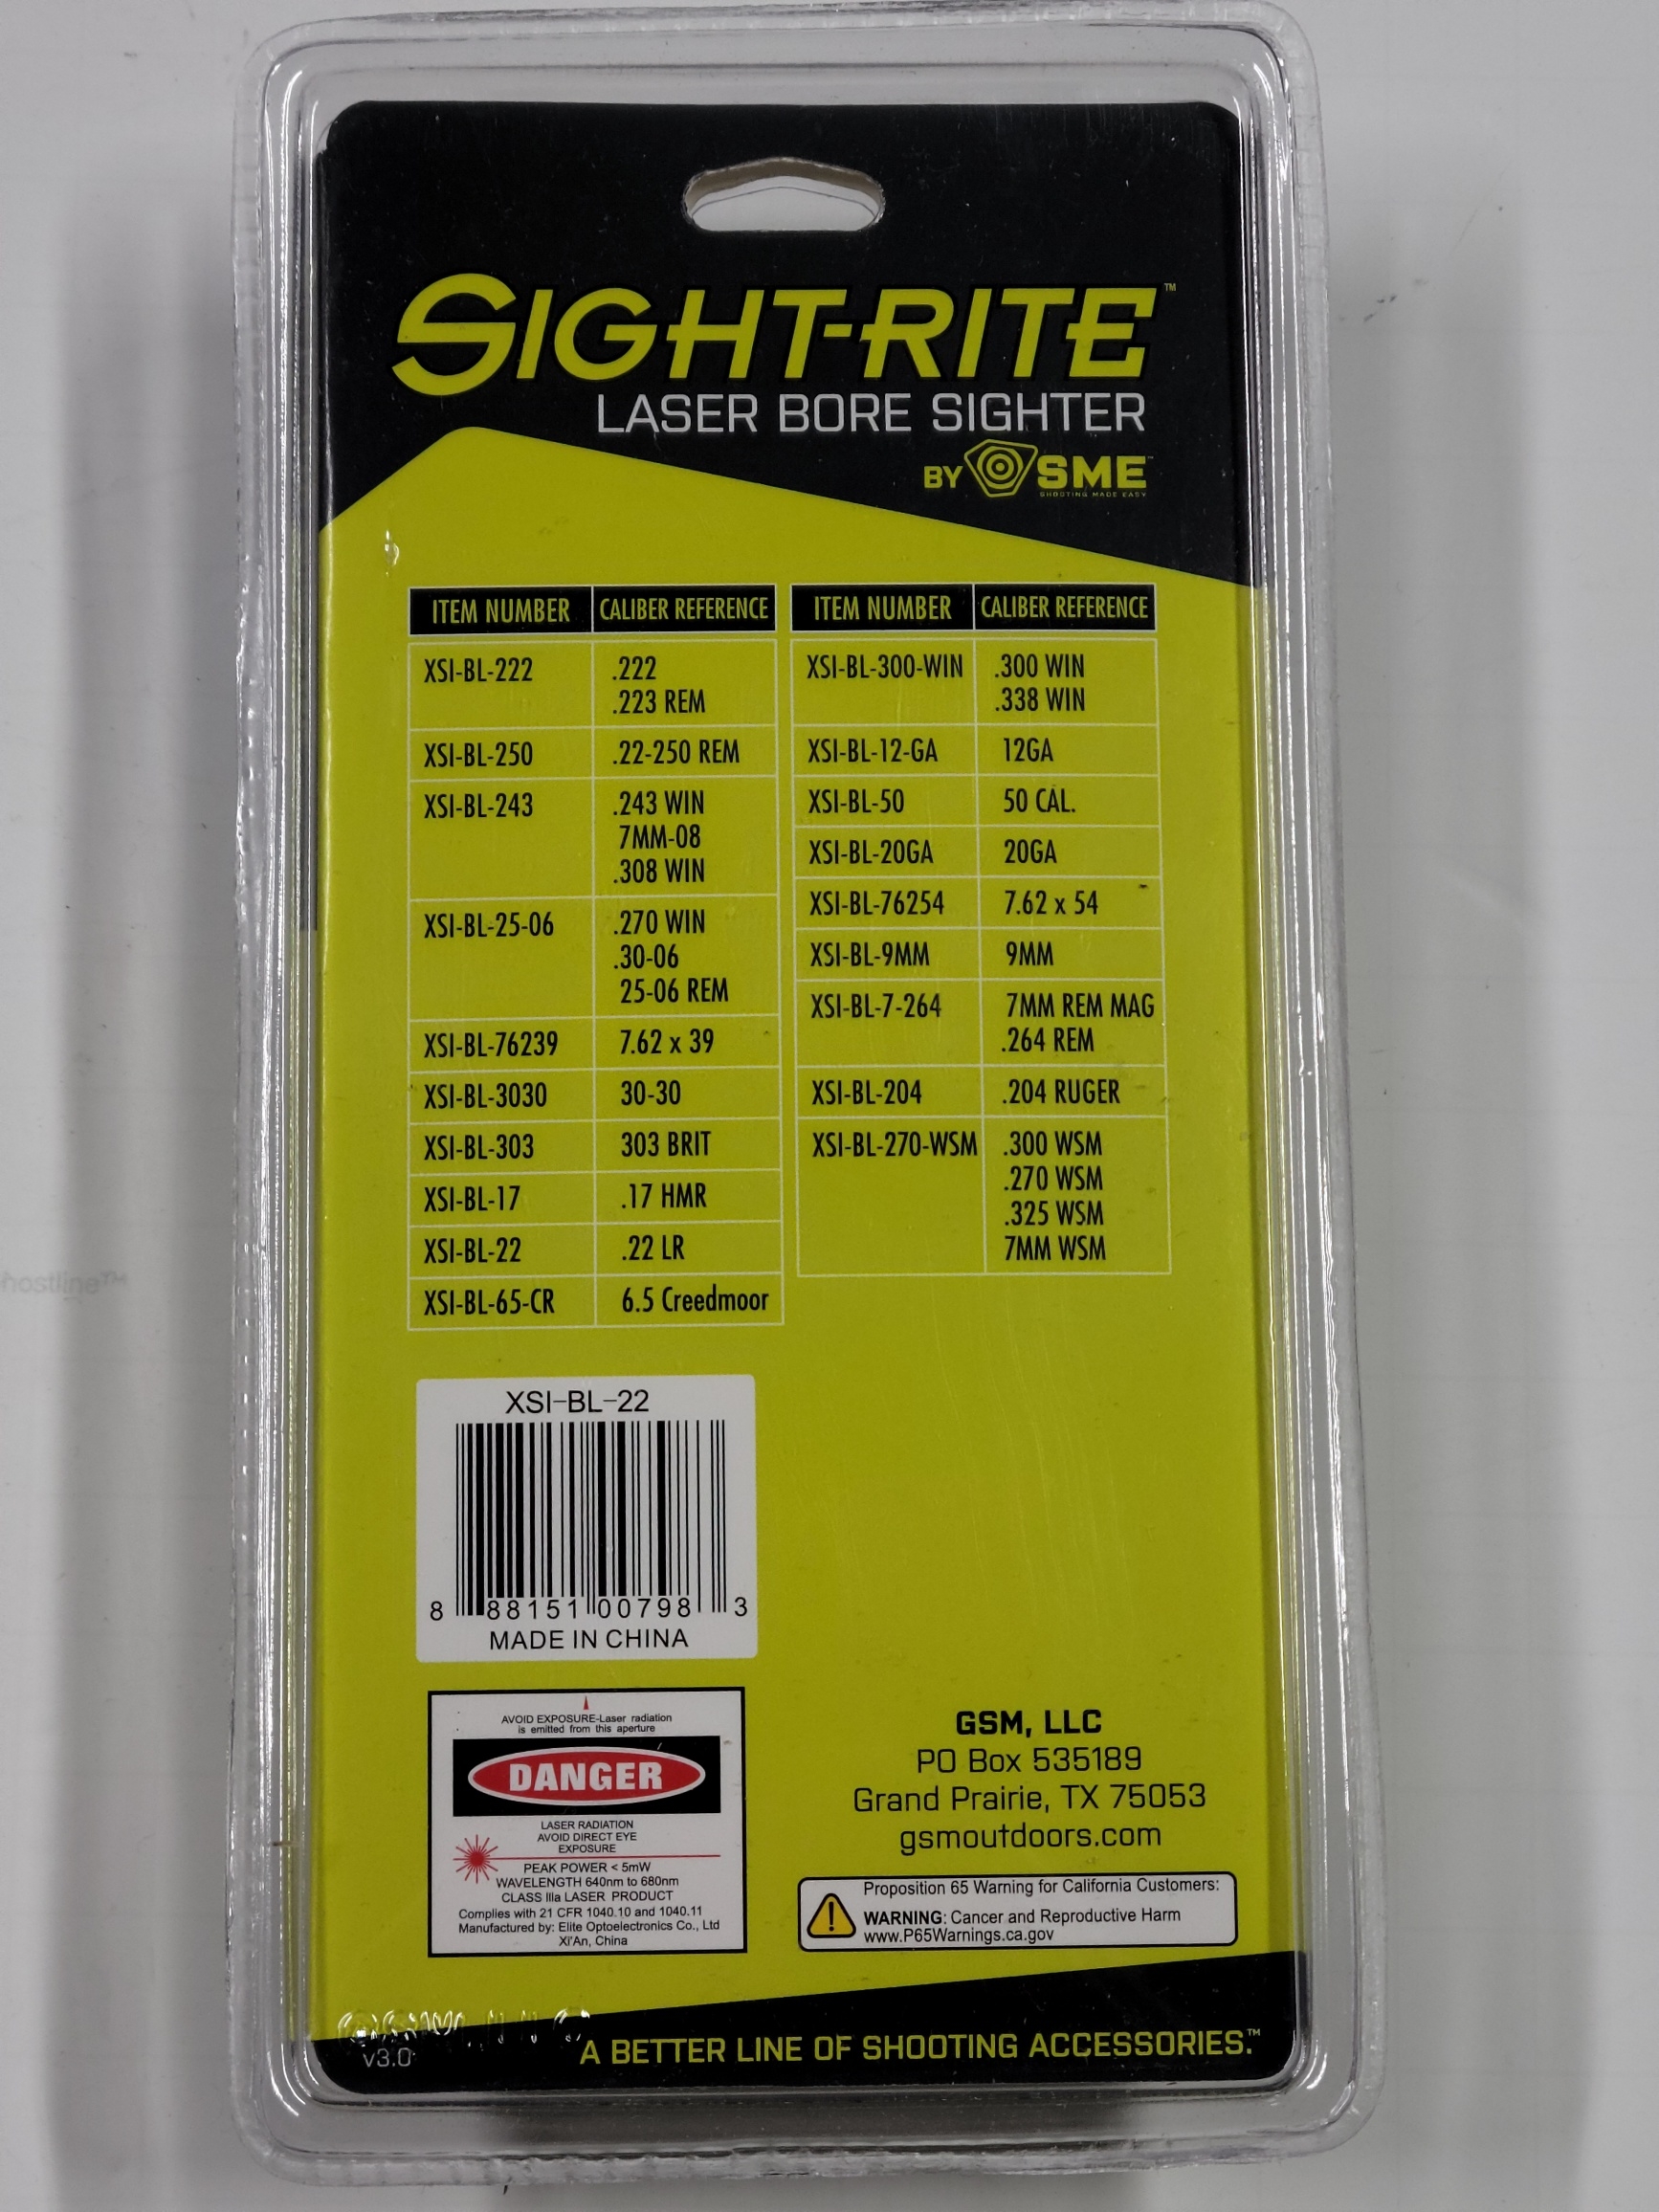 SIGHT-RITE™
LASER BORE SIGHTER
BY SME™
SHOOTING MADE EASY
ITEM NUMBER CALIBER REFERENCE
XSI-BL-222 .222
.223 REM
XSI-BL-250 .22-250 REM
XSI-BL-243 .243 WIN
7MM-08
.308 WIN
XSI-BL-25-06 .270 WIN
.30-06
25-06 REM
XSI-BL-76239 7.62 x 39
XSI-BL-3030 30-30
XSI-BL-303 303 BRIT
XSI-BL-17 .17 HMR
XSI-BL-22 .22 LR
XSI-BL-65-CR 6.5 Creedmoor
ITEM NUMBER CALIBER REFERENCE
XSI-BL-300-WIN .300 WIN
.338 WIN
XSI-BL-12-GA 12GA
XSI-BL-50 50 CAL.
XSI-BL-20GA 20GA
XSI-BL-76254 7.62 x 54
XSI-BL-9MM 9MM
XSI-BL-7-264 7MM REM MAG
.264 REM
XSI-BL-204 .204 RUGER
XSI-BL-270-WSM .300 WSM
.270 WSM
.325 WSM
7MM WSM
XSI-BL-22
8 88151 00798 3
MADE IN CHINA
AVOID EXPOSURE-Laser radiation
is emitted from this aperture
DANGER
LASER RADIATION
AVOID DIRECT EYE
EXPOSURE
PEAK POWER < 5mW
WAVELENGTH 640nm to 680nm
CLASS IIIa LASER PRODUCT
Complies with 21 CFR 1040.10 and 1040.11
Manufactured by: Elite Optoelectronics Co., Ltd
Xi'An, China
GSM, LLC
PO Box 535189
Grand Prairie, TX 75053
gsmoutdoors.com
Proposition 65 Warning for California Customers:
WARNING: Cancer and Reproductive Harm
www.P65Warnings.ca.gov
v3.0
A BETTER LINE OF SHOOTING ACCESSORIES.™